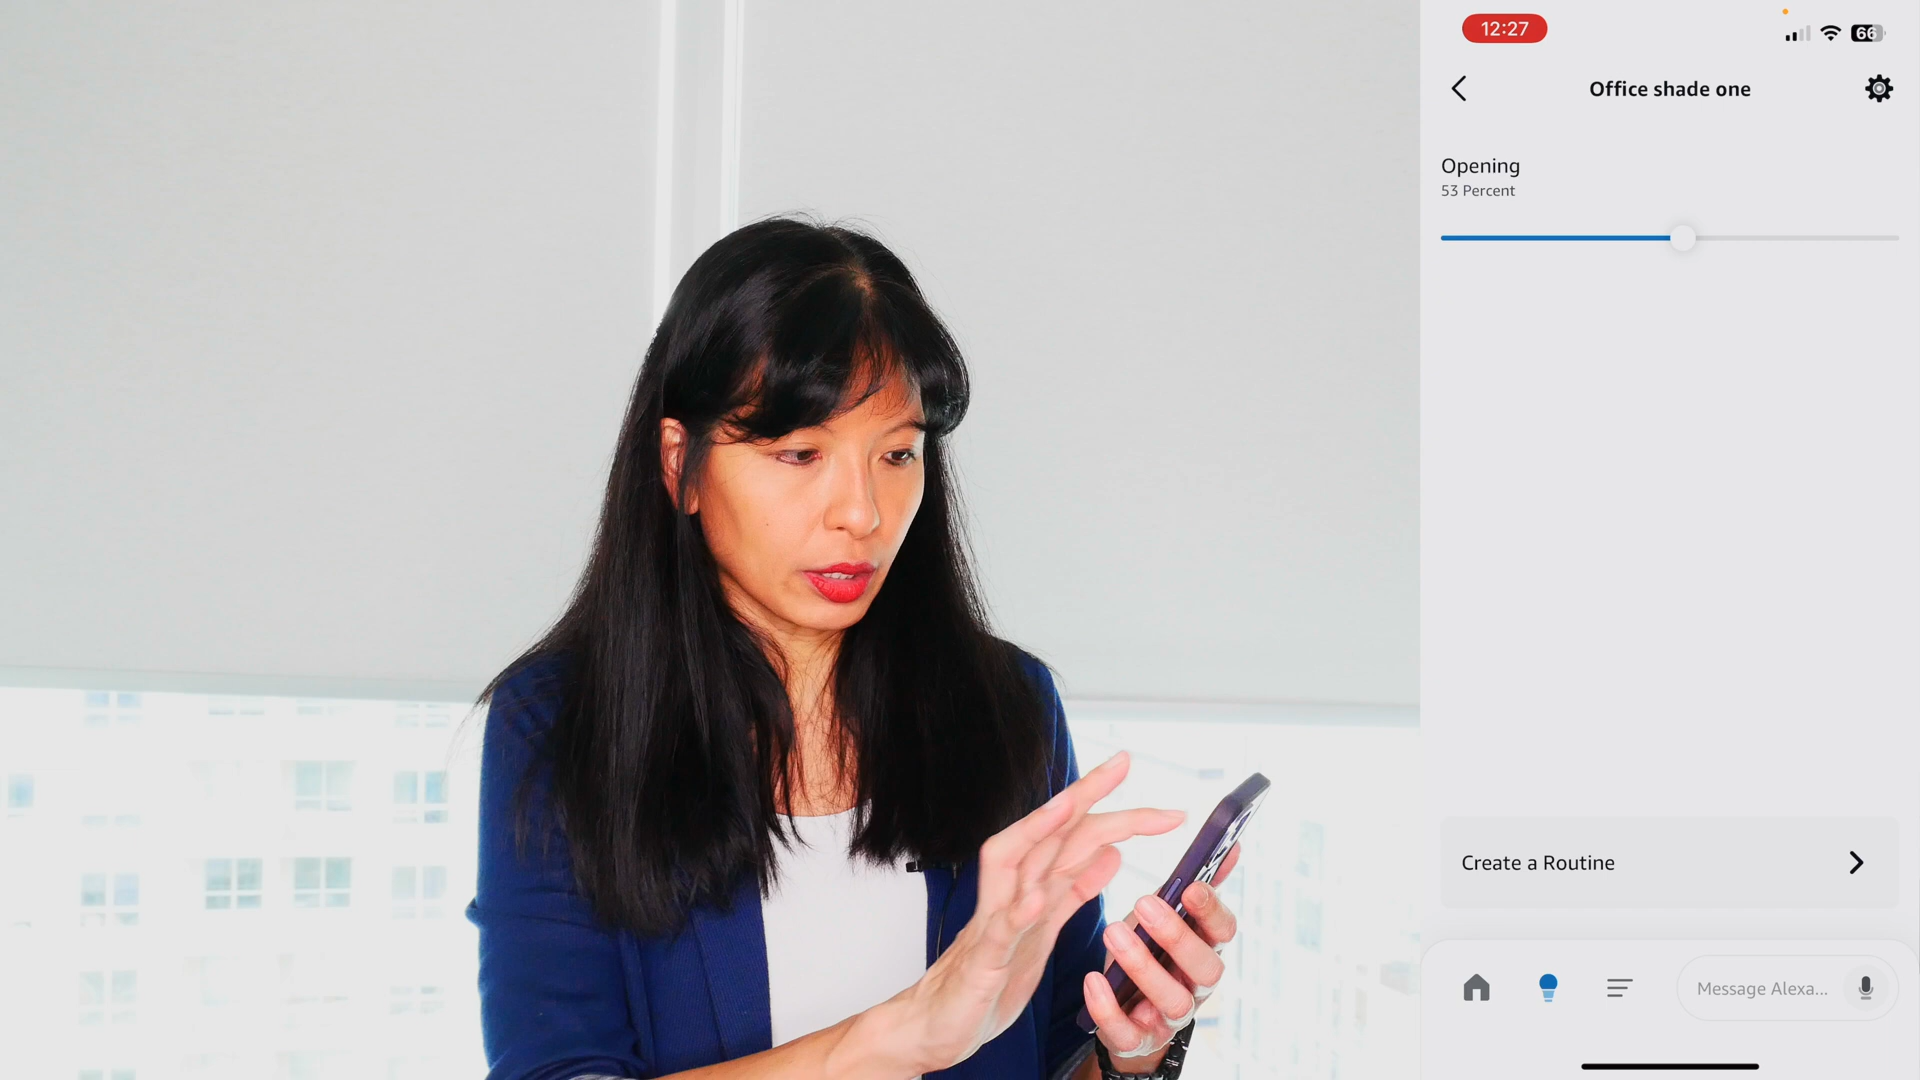 12:27
66
Office shade one
Opening
53 Percent
Create a Routine
Message Alexa...